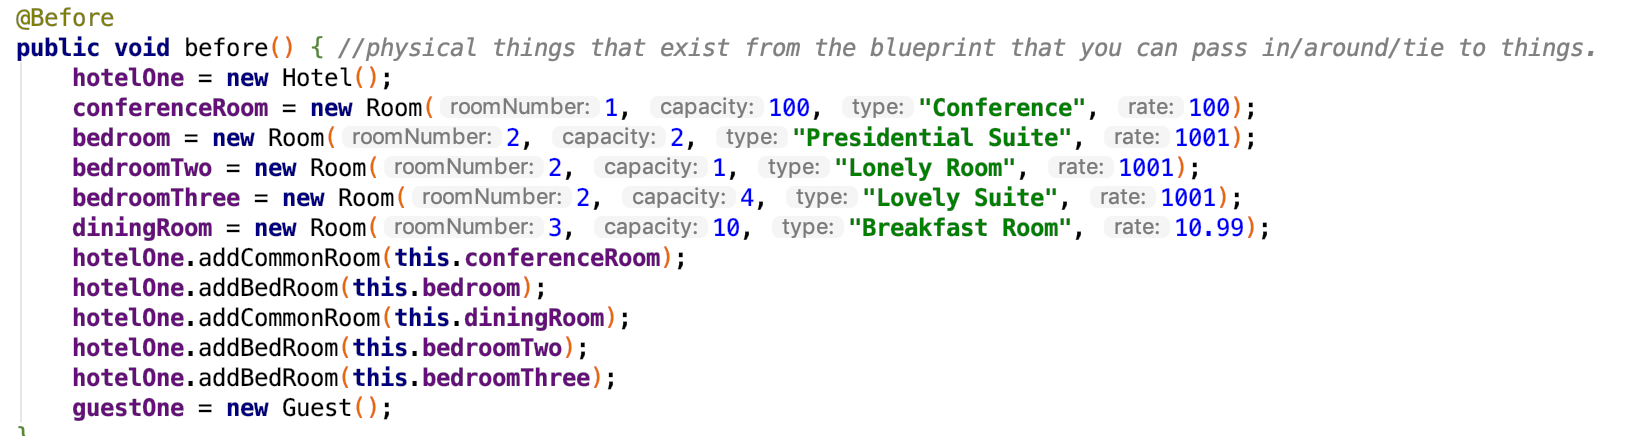 @Before
public void before() { //physical things that exist from the blueprint that you can pass in/around/tie to things.
hotelOne = new Hotel();
conferenceRoom = new Room( roomNumber: 1, capacity: 100, type: "Conference", rate: 100);
bedroom = new Room( roomNumber: 2, capacity: 2, type: "Presidential Suite", rate: 1001);
bedroomTwo = new Room( roomNumber: 2, capacity: 1, type: "Lonely Room", rate: 1001);
bedroomThree = new Room( roomNumber: 2, capacity: 4, type: "Lovely Suite", rate: 1001);
diningRoom = new Room( roomNumber: 3, capacity: 10, type: "Breakfast Room", rate: 10.99);
hotelOne.addCommonRoom(this.conferenceRoom);
hotelOne.addBedRoom(this.bedroom);
hotelOne.addCommonRoom(this.diningRoom);
hotelOne.addBedRoom(this.bedroomTwo);
hotelOne.addBedRoom(this.bedroomThree);
guestOne = new Guest();
}